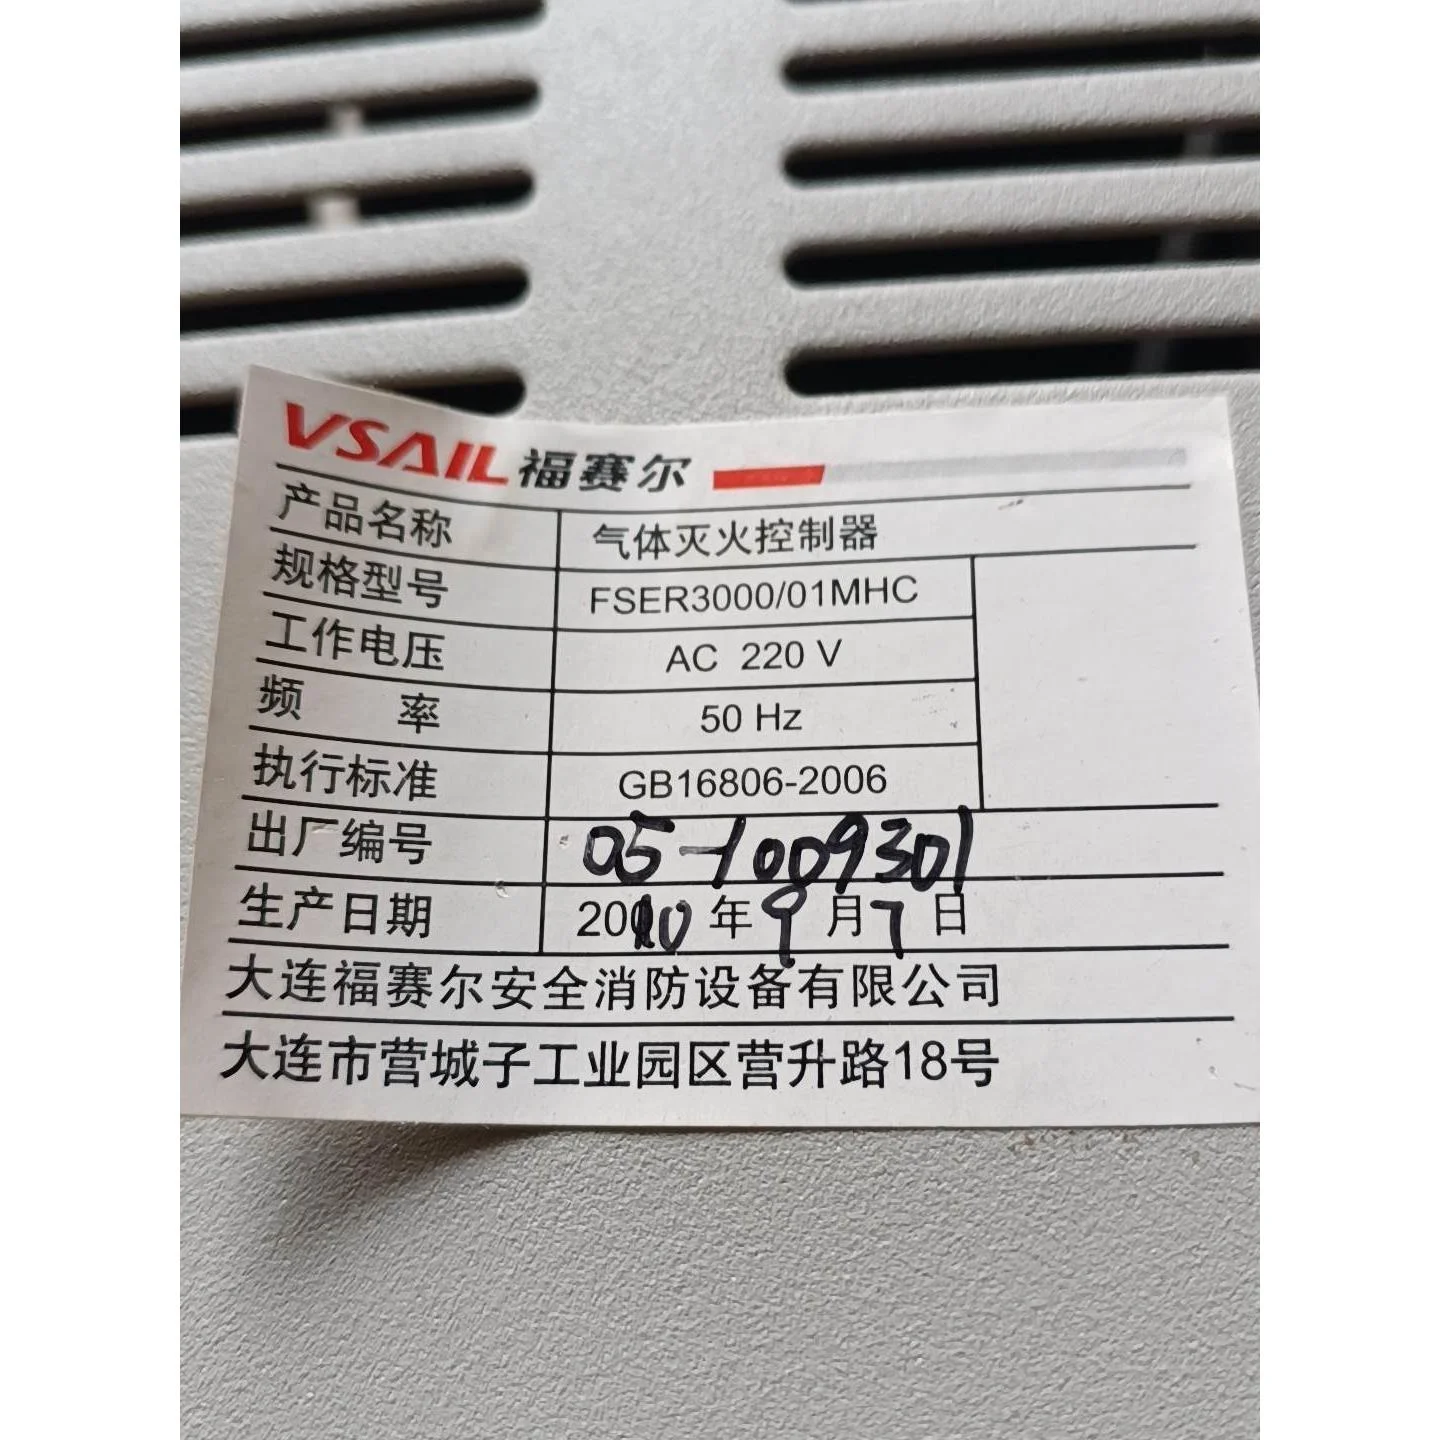 VSAIL 福赛尔
产品名称 气体灭火控制器
规格型号 FSER3000/01MHC
工作电压 AC 220 V
频 率 50 Hz
执行标准 GB16806-2006
出厂编号 05-1009301
生产日期 2010 年 9 月 7 日
大连福赛尔安全消防设备有限公司
大连市营城子工业园区营升路18号